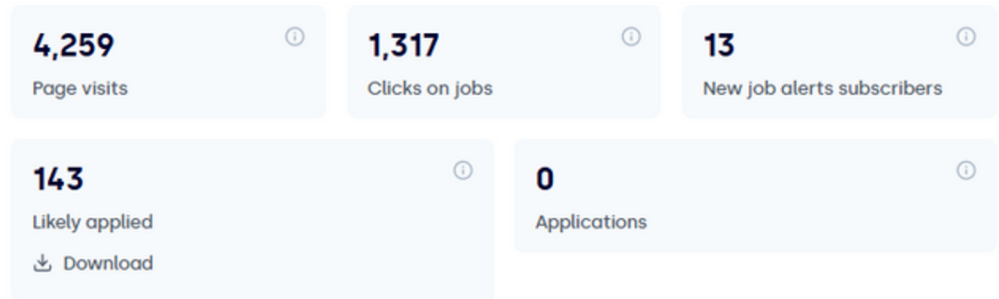 4,259
Page visits
1,317
Clicks on jobs
13
New job alerts subscribers
143
Likely applied
Download
0
Applications